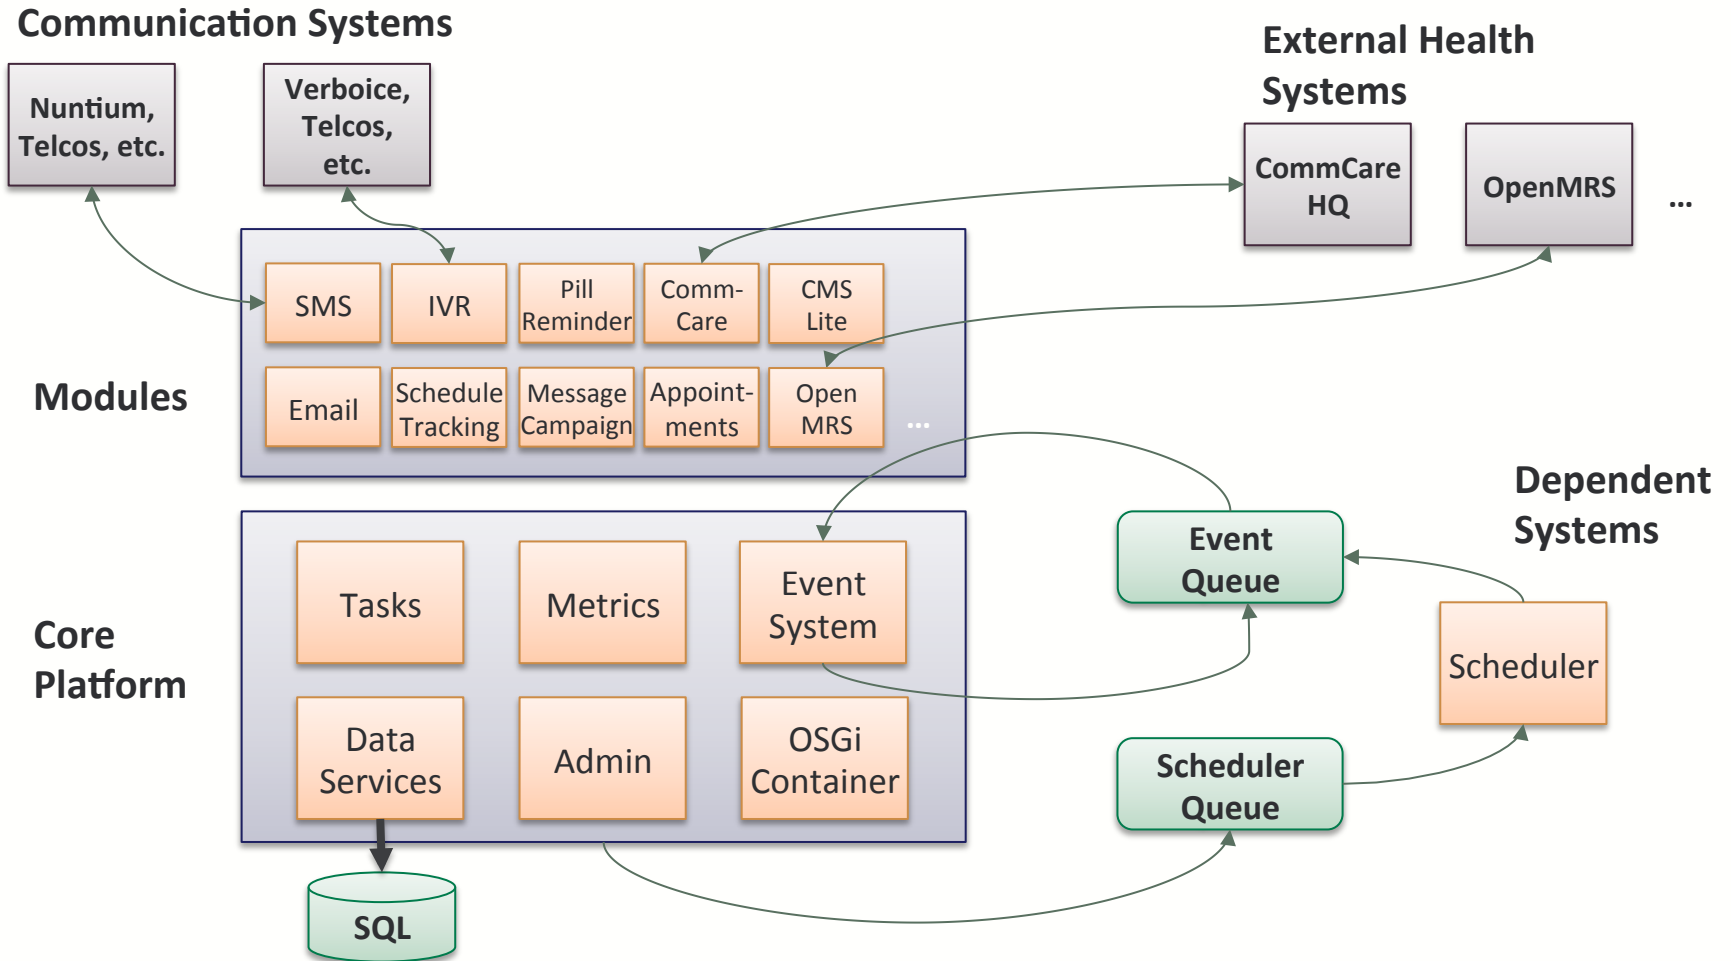 Communication Systems
Nuntium,
Telcos, etc.
Verboice,
Telcos,
etc.
External Health
Systems
CommCare
HQ
OpenMRS
...
Modules
SMS
IVR
Pill
Reminder
Comm-
Care
CMS
Lite
Email
Schedule
Tracking
Message
Campaign
Appoint-
ments
Open
MRS
...
Core
Platform
Tasks
Metrics
Event
System
Data
Services
Admin
OSGi
Container
SQL
Dependent
Systems
Event
Queue
Scheduler
Scheduler
Queue